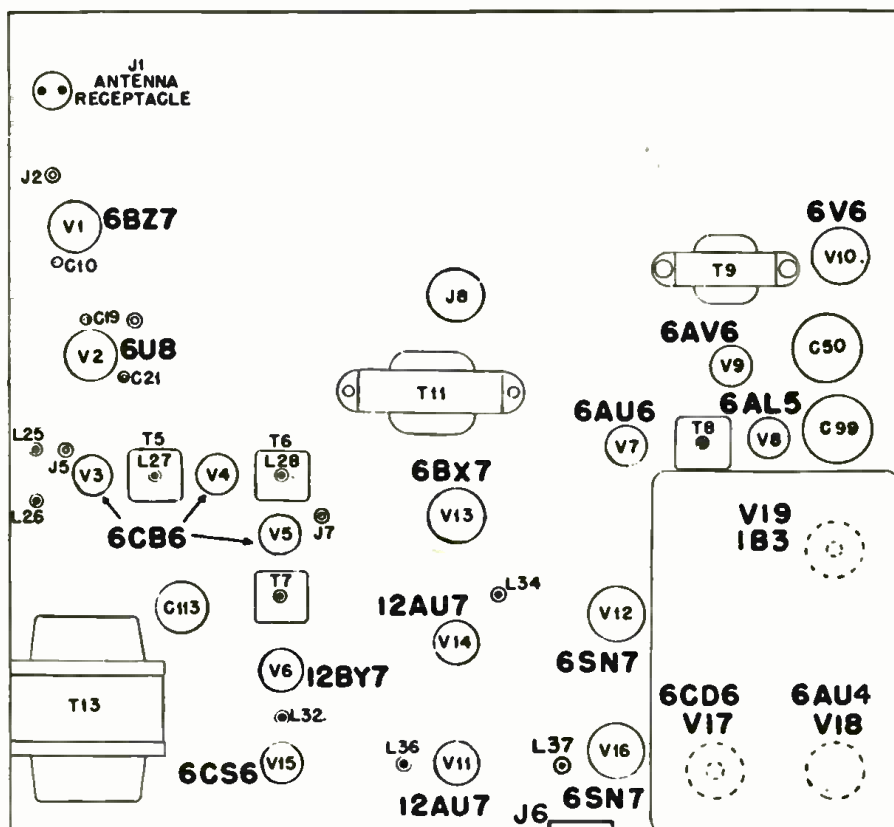 J1
ANTENNA
RECEPTACLE
J2
V1 6BZ7
C10
6V6
V10
T9
J8
C19
V2 6U8
C21
6AV6
V9
C50
T11
6AU6
V7
T8
6AL5
V8
C99
L25
J5
V3
T5
L27
V4
T6
L28
L26
6CB6
V5
J7
6BX7
V13
V19
1B3
C113
T7
L34
12AU7
V14
V12
6SN7
T13
V6
12BY7
L32
6CD6
V17
6AU4
V18
6CS6
V15
L36
V11
12AU7
L37
V16
6SN7
J6